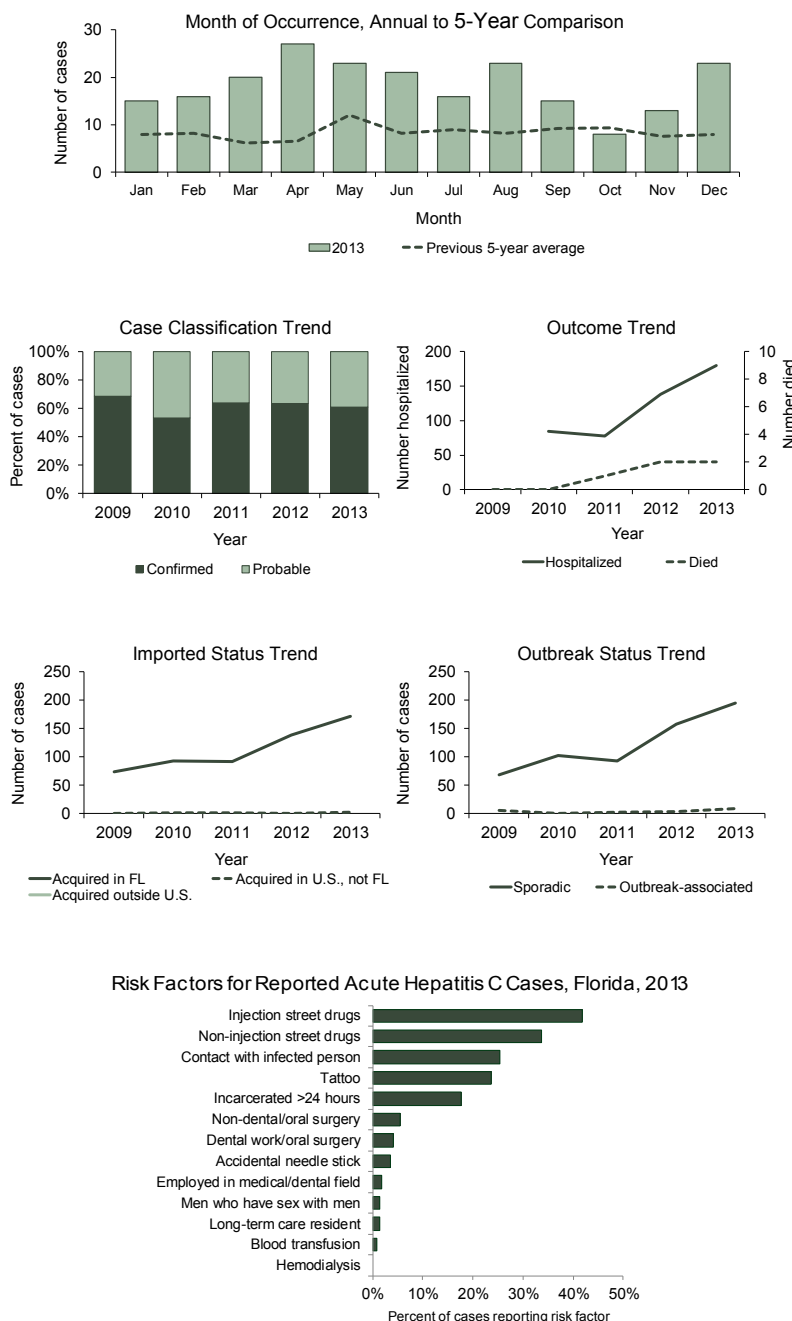 Month of Occurrence, Annual to 5-Year Comparison
30
20
10
0
Number of cases
Jan Feb Mar Apr May Jun Jul Aug Sep Oct Nov Dec
Month
2013 Previous 5-year average
Case Classification Trend
100%
80%
60%
40%
20%
0%
Percent of cases
2009 2010 2011 2012 2013
Year
Confirmed Probable
Outcome Trend
200
150
100
50
0
Number hospitalized
10
8
6
4
2
0
Number died
2009 2010 2011 2012 2013
Year
Hospitalized Died
Imported Status Trend
250
200
150
100
50
0
Number of cases
2009 2010 2011 2012 2013
Year
Acquired in FL Acquired in U.S., not FL
Acquired outside U.S.
Outbreak Status Trend
250
200
150
100
50
0
Number of cases
2009 2010 2011 2012 2013
Year
Sporadic Outbreak-associated
Risk Factors for Reported Acute Hepatitis C Cases, Florida, 2013
Injection street drugs
Non-injection street drugs
Contact with infected person
Tattoo
Incarcerated >24 hours
Non-dental/oral surgery
Dental work/oral surgery
Accidental needle stick
Employed in medical/dental field
Men who have sex with men
Long-term care resident
Blood transfusion
Hemodialysis
0% 10% 20% 30% 40% 50%
Percent of cases reporting risk factor